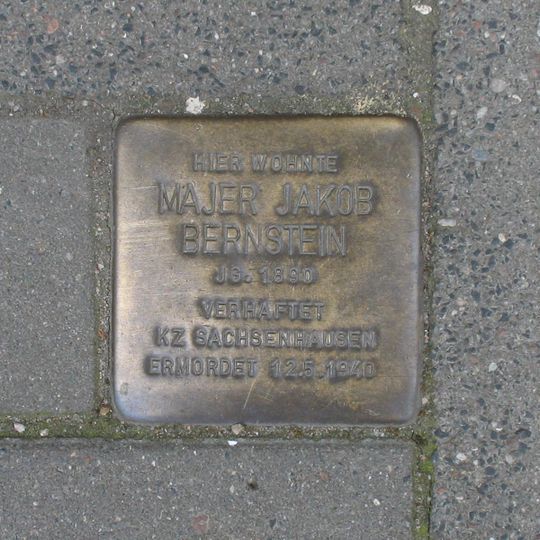 HIER WOHNTE
MAJER JAKOB
BERNSTEIN
JG. 1890
VERHAFTET
KZ SACHSENHAUSEN
ERMORDET 12.5.1940